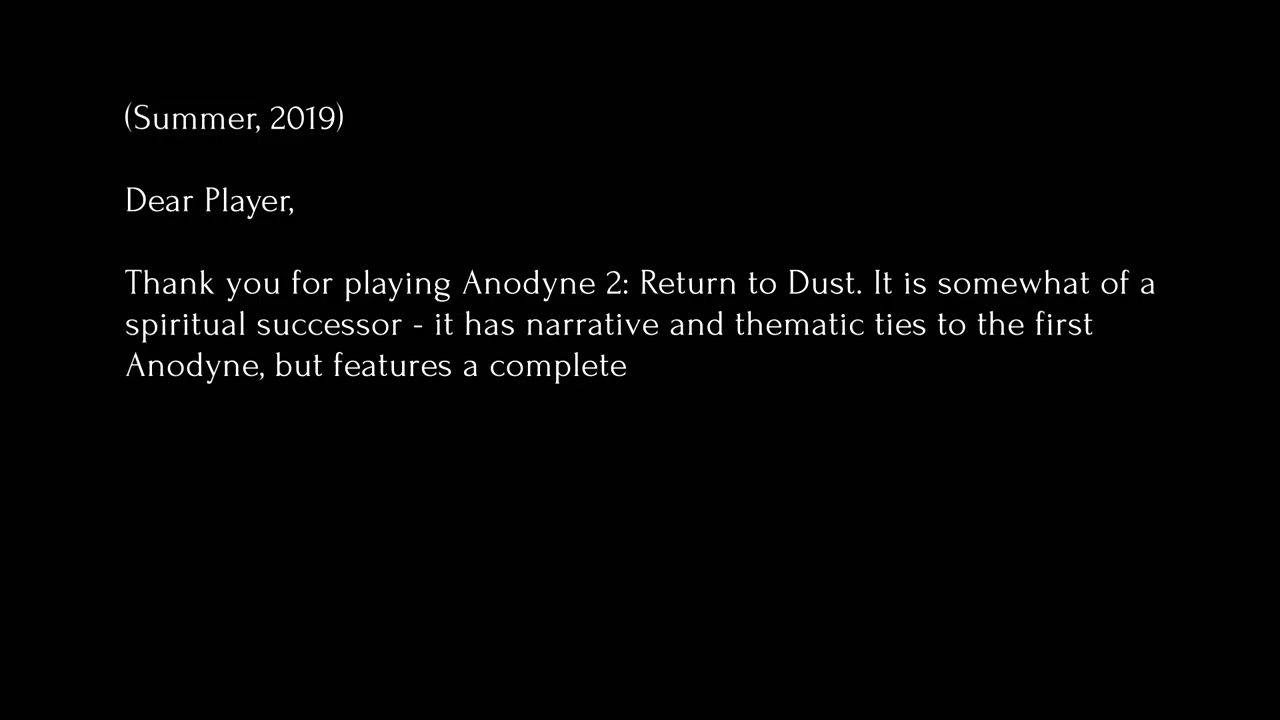 (Summer, 2019)
Dear Player,
Thank you for playing Anodyne 2: Return to Dust. It is somewhat of a
spiritual successor - it has narrative and thematic ties to the first
Anodyne, but features a complete